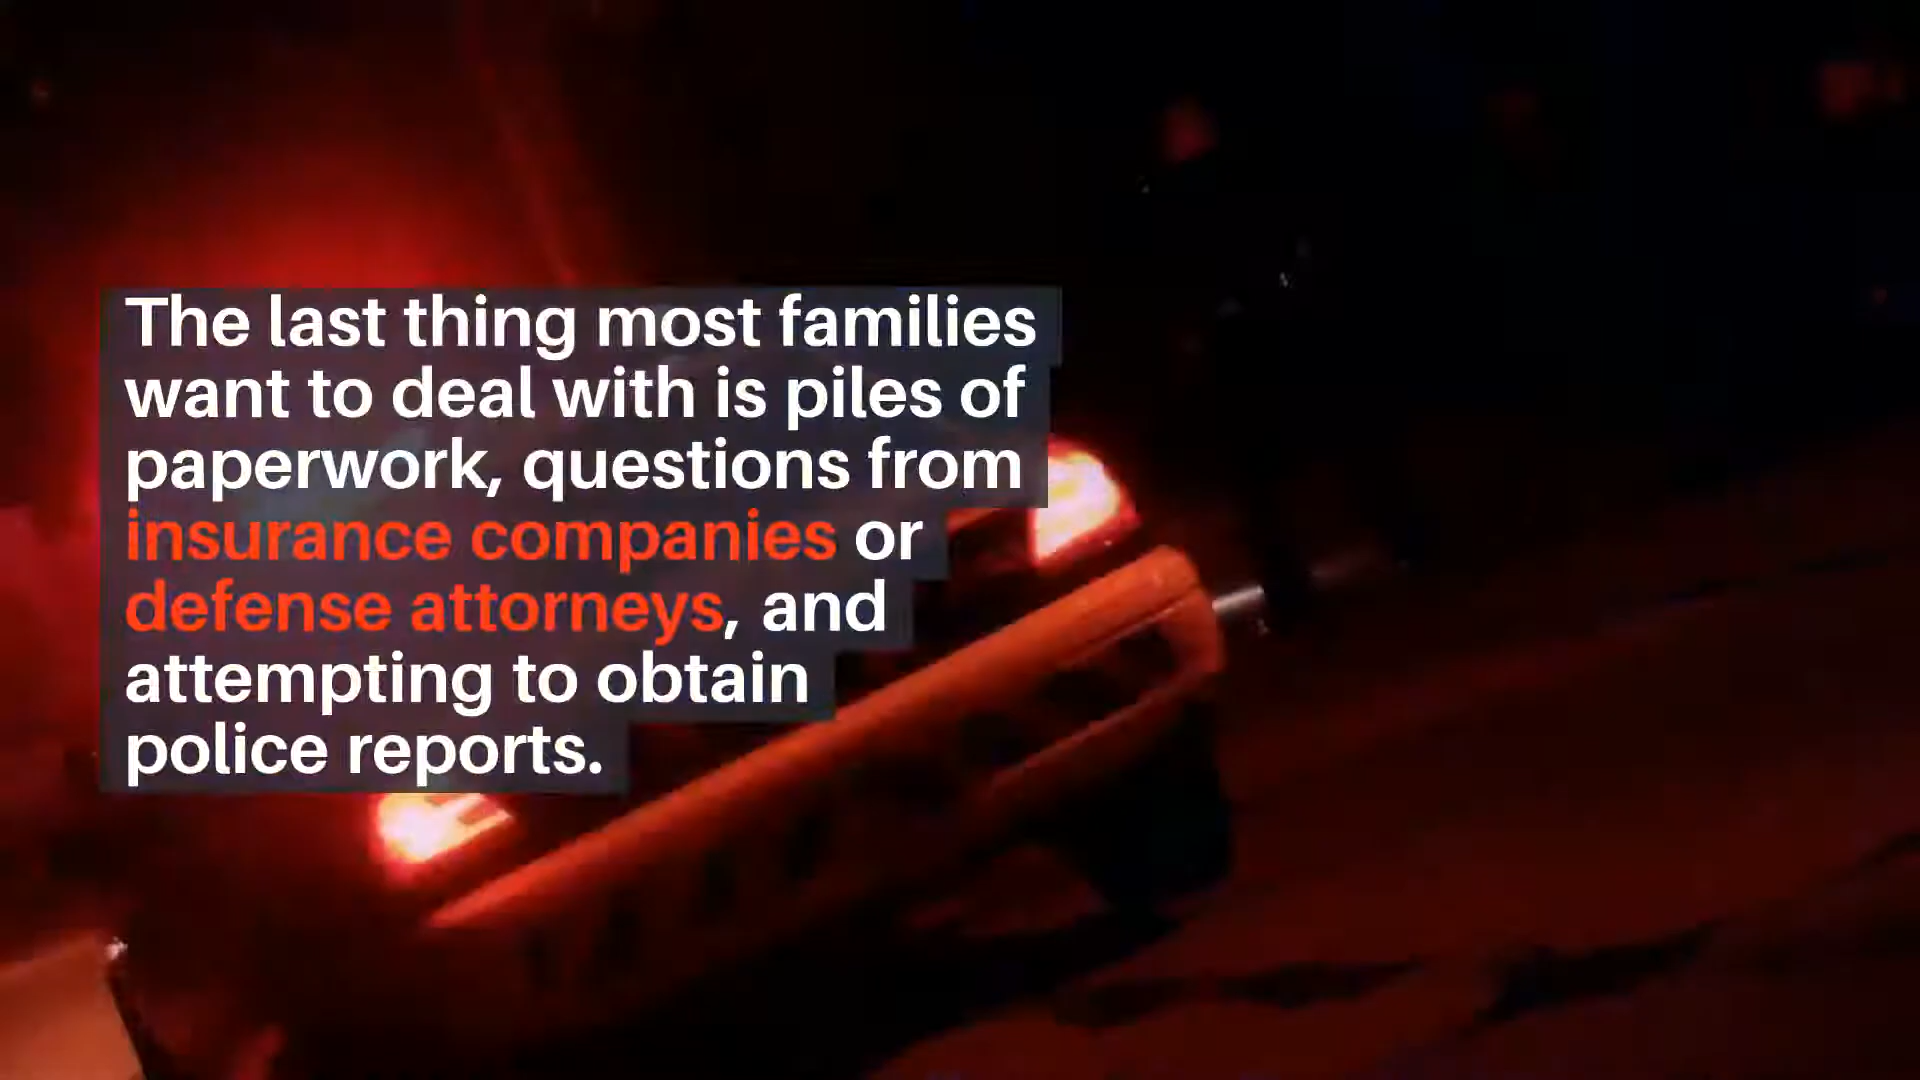 The last thing most families
want to deal with is piles of
paperwork, questions from
insurance companies or
defense attorneys, and
attempting to obtain
police reports.